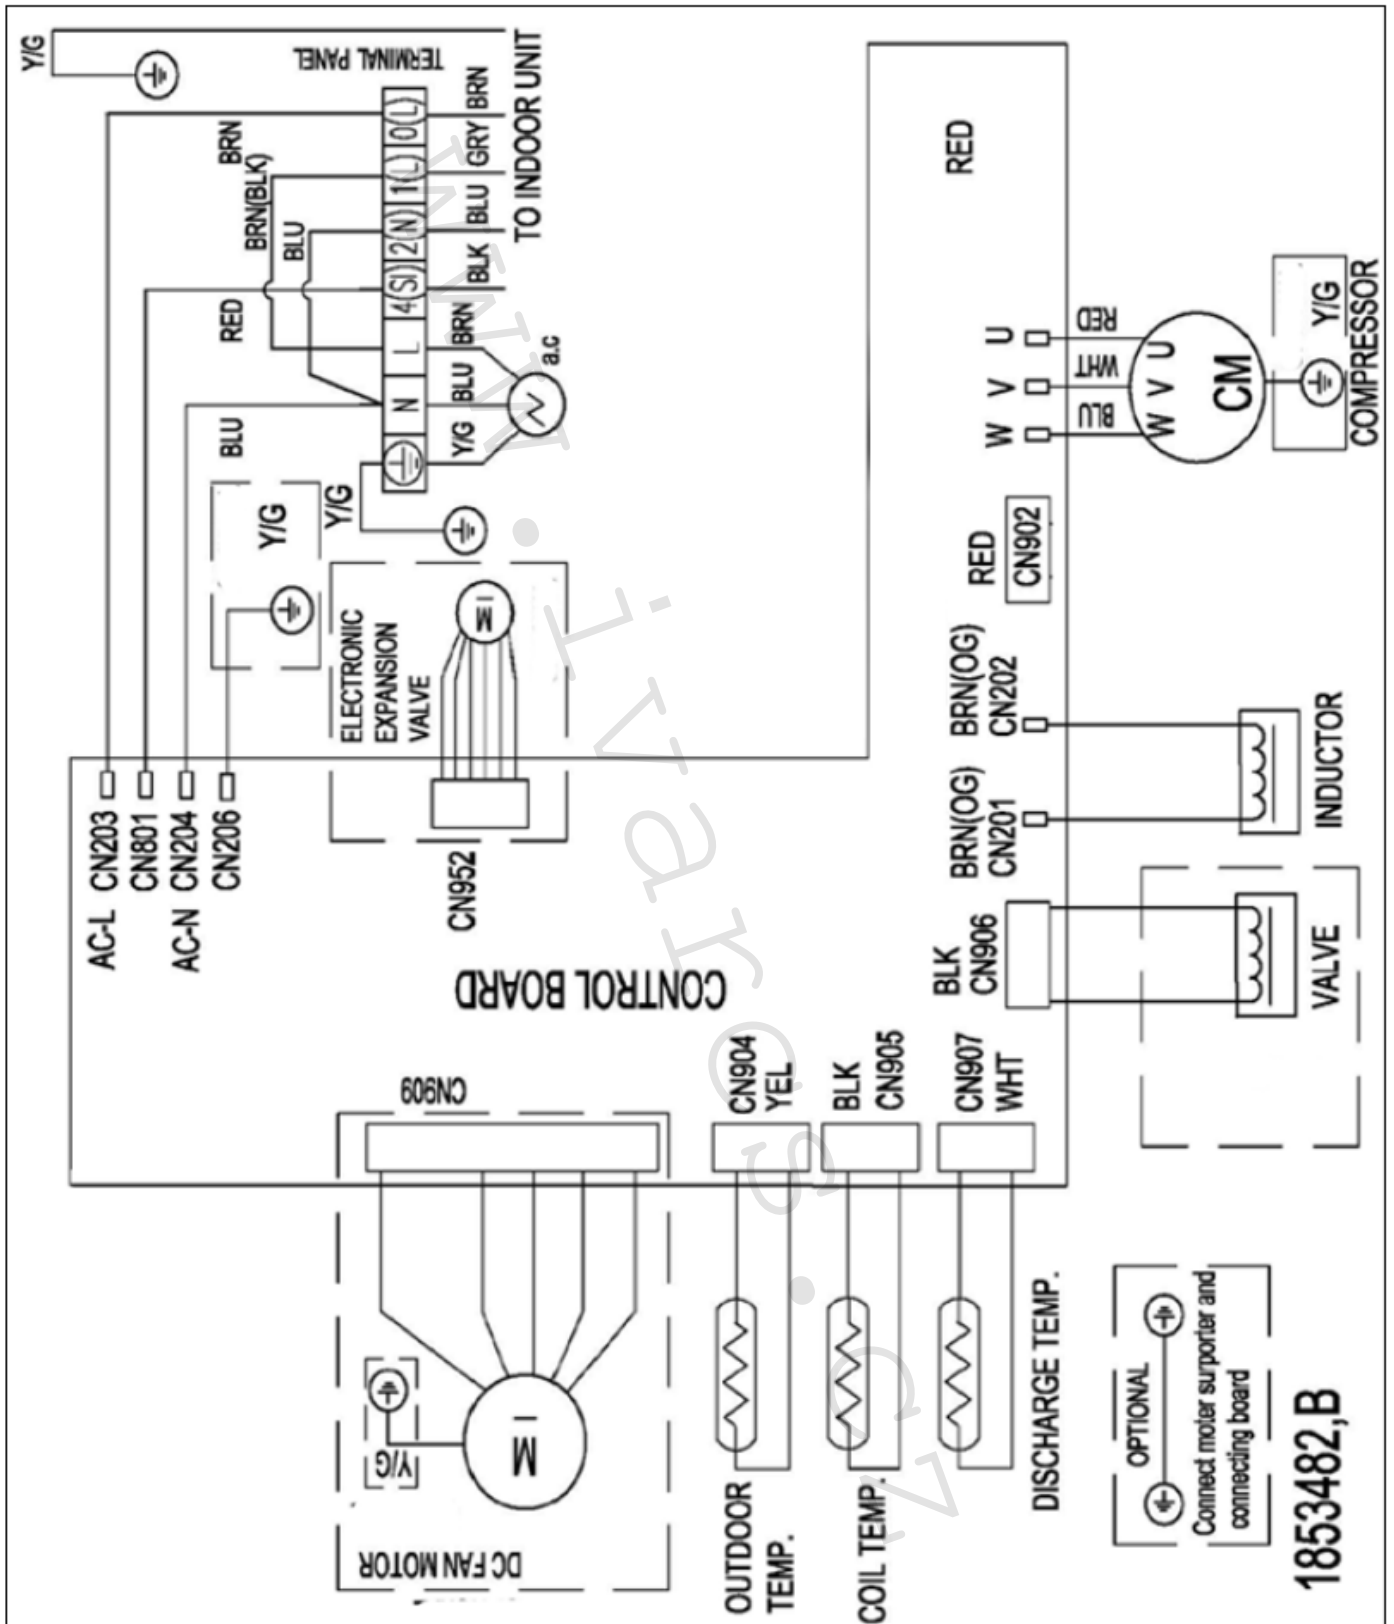 Y/G
TERMINAL PANEL
0(L)
1(L)
2(N)
4(SI)
L
N
BRN
GRY
BLU
BLK
BRN
BLU
Y/G
TO INDOOR UNIT
a.c
BRN
BRN(BLK)
BLU
RED
BLU
Y/G
Y/G
ELECTRONIC
EXPANSION
VALVE
M
CN952
AC-L CN203
CN801
AC-N CN204
CN206
CONTROL BOARD
RED
U
V
W
RED
WHT
BLU
U
V
W
CM
Y/G
COMPRESSOR
RED
CN902
BRN(OG)
CN202
BRN(OG)
CN201
INDUCTOR
BLK
CN906
VALVE
CN909
Y/G
M
DC FAN MOTOR
CN904
YEL
BLK
CN905
CN907
WHT
OUTDOOR
TEMP.
COIL TEMP.
DISCHARGE TEMP.
OPTIONAL
Connect motor surporter and
connecting board
1853482,B
www.ivarcs.cz